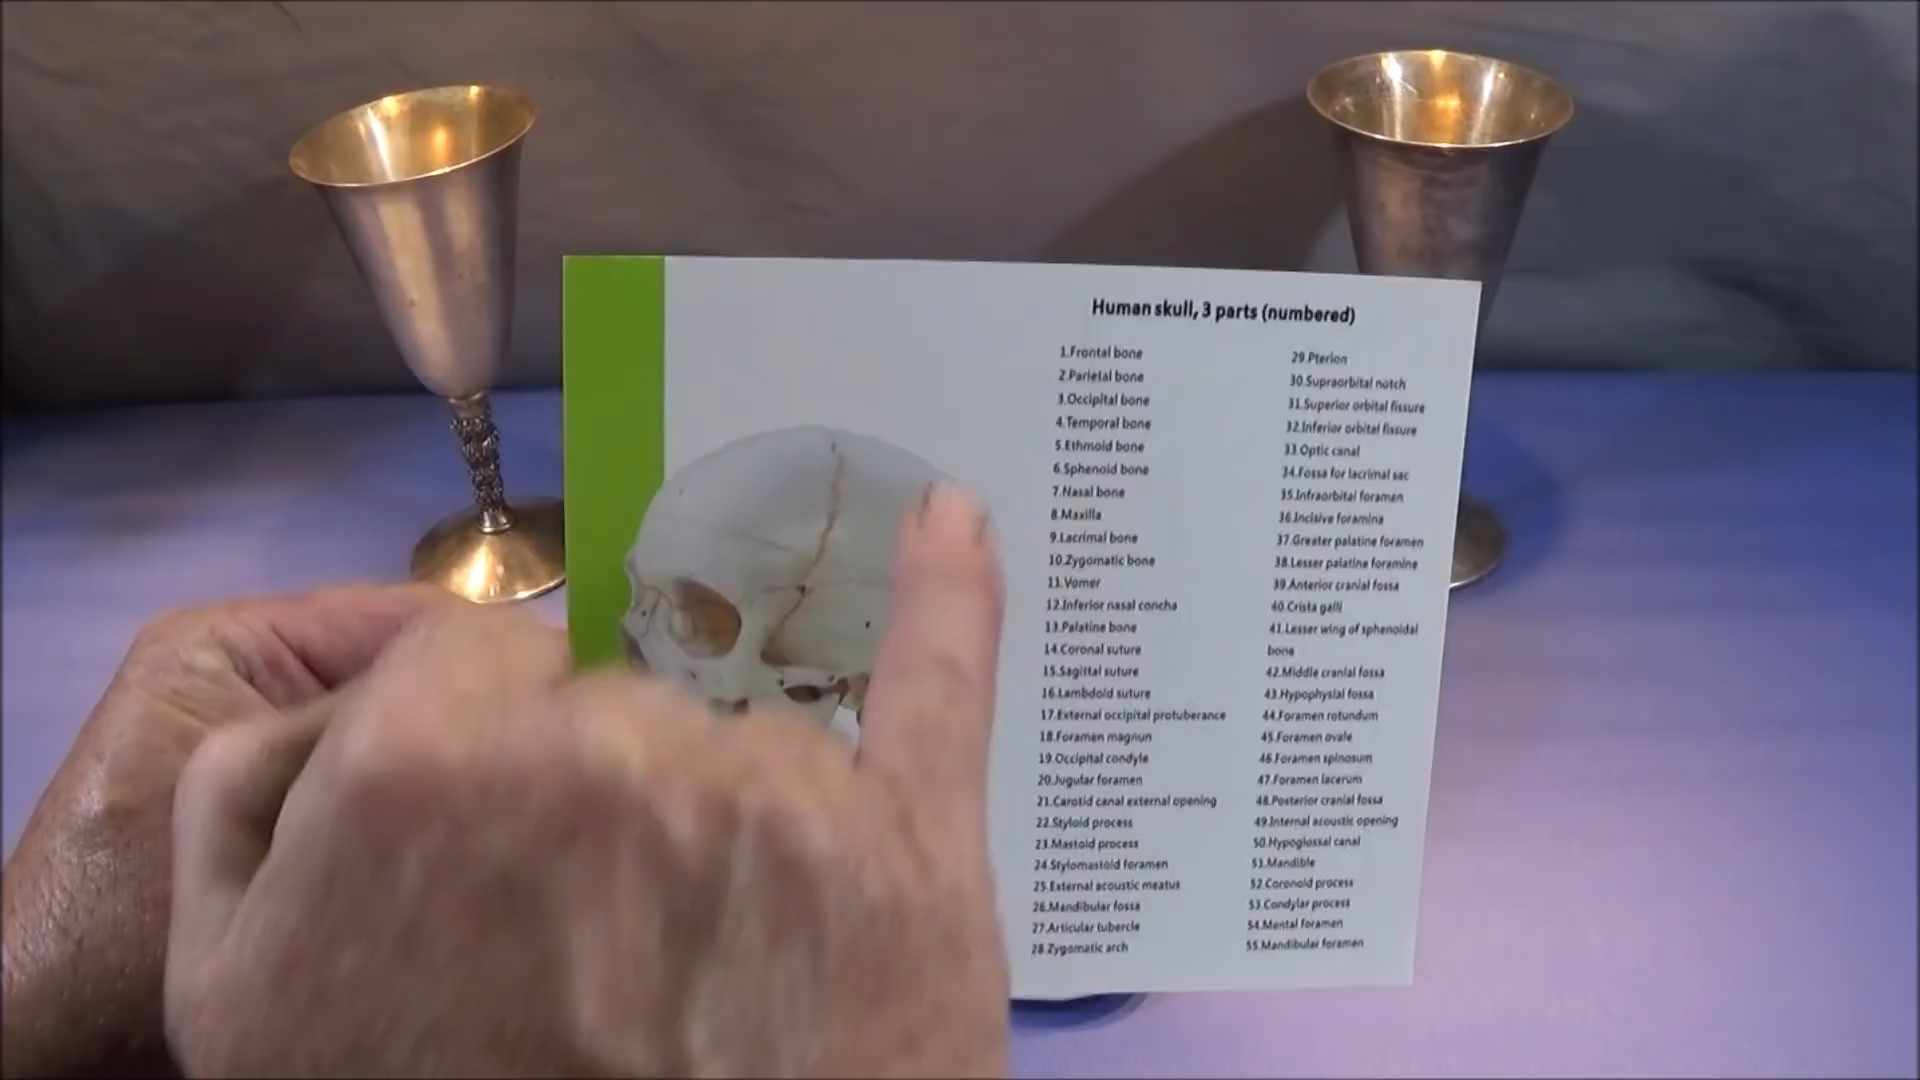 Human skull, 3 parts (numbered)
1.Frontal bone
2.Parietal bone
3.Occipital bone
4.Temporal bone
5.Ethmoid bone
6.Sphenoid bone
7.Nasal bone
8.Maxilla
9.Lacrimal bone
10.Zygomatic bone
11.Vomer
12.Inferior nasal concha
13.Palatine bone
14.Coronal suture
15.Sagittal suture
16.Lambdoid suture
17.External occipital protuberance
18.Foramen magnun
19.Occipital condyle
20.Jugular foramen
21.Carotid canal external opening
22.Styloid process
23.Mastoid process
24.Stylomastoid foramen
25.External acoustic meatus
26.Mandibular fossa
27.Articular tubercle
28.Zygomatic arch
29.Pterion
30.Supraorbital notch
31.Superior orbital fissure
32.Inferior orbital fissure
33.Optic canal
34.Fossa for lacrimal sac
35.Infraorbital foramen
36.Incisive foramina
37.Greater palatine foramen
38.Lesser palatine foramine
39.Anterior cranial fossa
40.Crista galli
41.Lesser wing of sphenoidal
bone
42.Middle cranial fossa
43.Hypophysial fossa
44.Foramen rotundum
45.Foramen ovale
46.Foramen spinosum
47.Foramen lacerum
48.Posterior cranial fossa
49.Internal acoustic opening
50.Hypoglossal canal
51.Mandible
52.Coronoid process
53.Condylar process
54.Mental foramen
55.Mandibular foramen